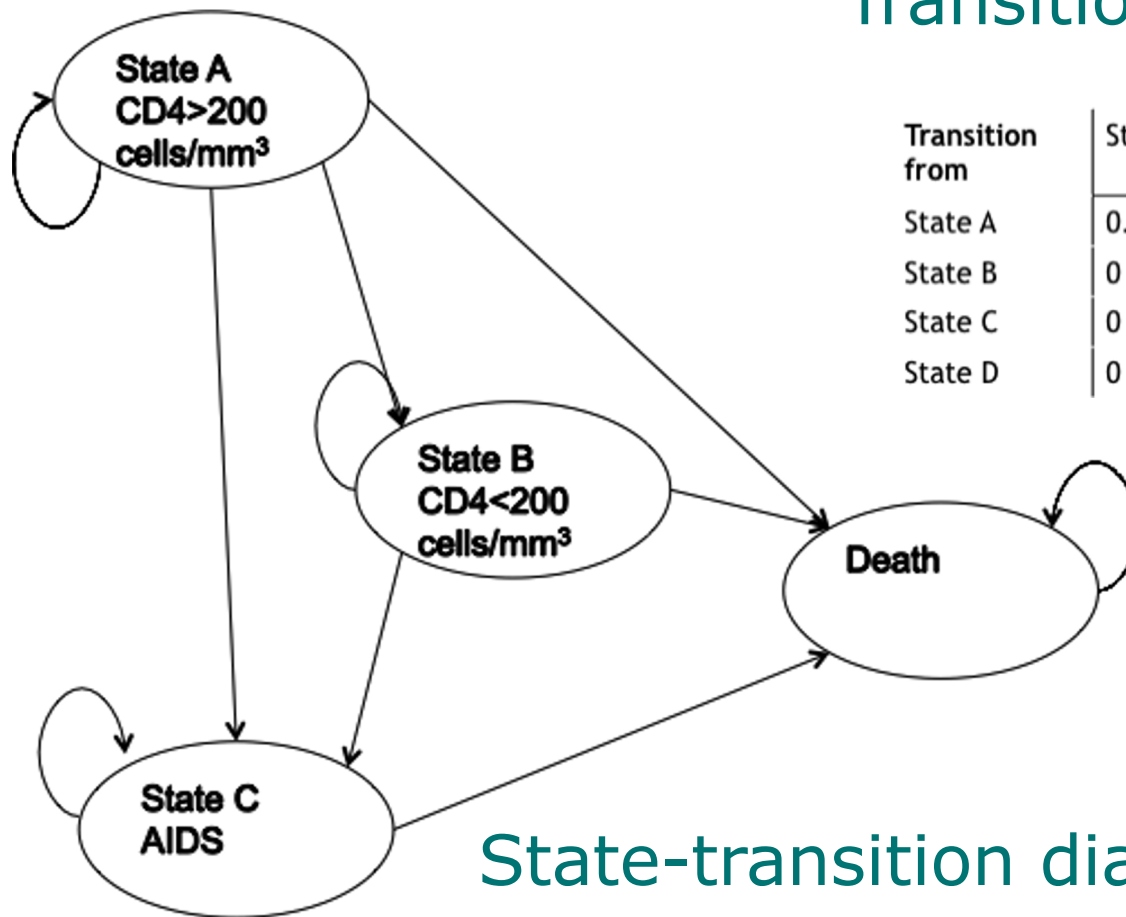 Transition
State A
CD4>200
cells/mm³
Transition
from
State A
State B 0
State C 0
State D 0
State B
CD4<200
cells/mm³
Death
State C
AIDS
State-transition dia